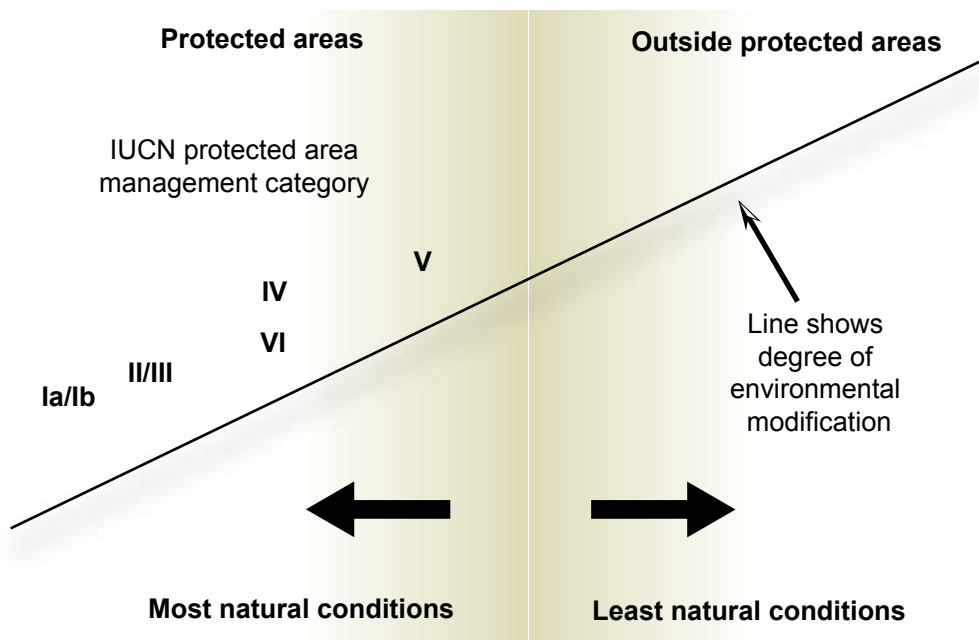 Protected areas
Outside protected areas
IUCN protected area
management category
V
IV
VI
II/III
Ia/Ib
Line shows
degree of
environmental
modification
Most natural conditions
Least natural conditions